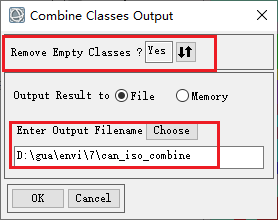 Combine Classes Output
Remove Empty Classes ? Yes
Output Result to File Memory
Enter Output Filename Choose
D:\gua\envi\7\can_iso_combine
OK Cancel